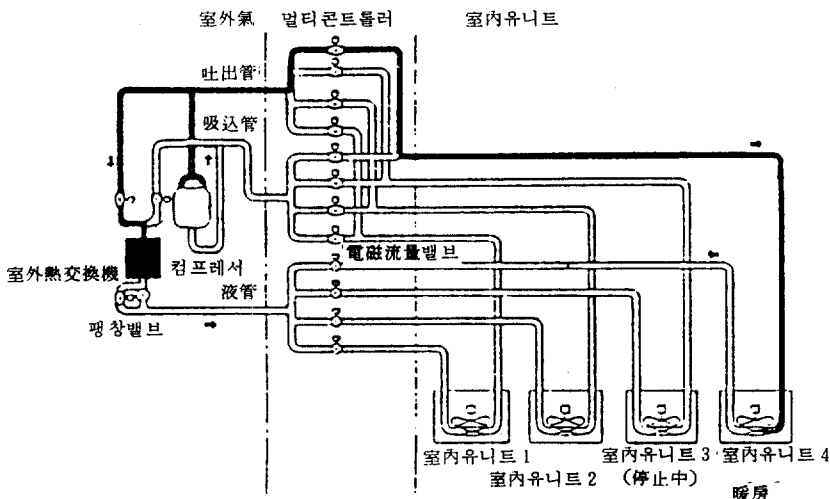 室外氣 멀티콘트롤러 室內유니트
吐出管
吸込管
電磁流量밸브
컴프레서
室外熱交換機
液管
팽창밸브
室內유니트 1
室內유니트 2
室內유니트 3
(停止中)
室內유니트 4
暖房